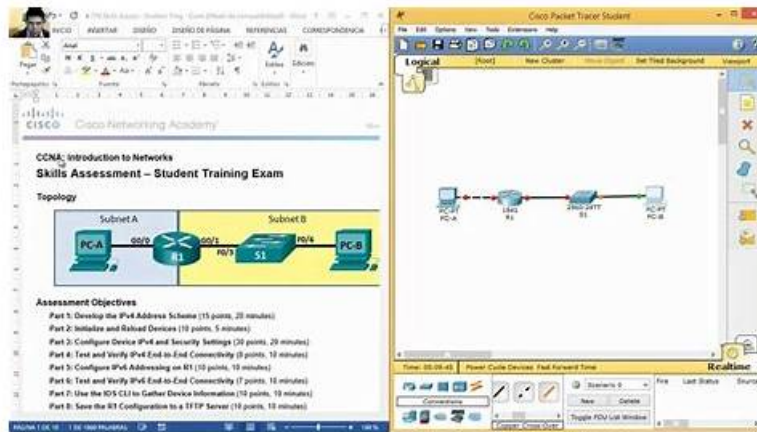 INICIO INSERTAR DISEÑO DISEÑO DE PÁGINA REFERENCIAS CORRESPONDENCIA
Arial
Pegar
Fuente
Estilos
Edición
CISCO Cisco Networking Academy
CCNA: Introduction to Networks
Skills Assessment – Student Training Exam
Topology
Subnet A
Subnet B
PC-A
G0/0
R1
G0/1
F0/5
S1
F0/6
PC-B
Assessment Objectives
Part 1: Develop the IPv4 Address Scheme (15 points, 20 minutes)
Part 2: Initialize and Reload Devices (10 points, 5 minutes)
Part 3: Configure Device IPv4 and Security Settings (30 points, 20 minutes)
Part 4: Test and Verify IPv4 End-to-End Connectivity (8 points, 10 minutes)
Part 5: Configure IPv6 Addressing on R1 (10 points, 10 minutes)
Part 6: Test and Verify IPv6 End-to-End Connectivity (7 points, 10 minutes)
Part 7: Use the IOS CLI to Gather Device Information (10 points, 10 minutes)
Part 8: Save the R1 Configuration to a TFTP Server (10 points, 10 minutes)
Cisco Packet Tracer Student
File Edit Options View Tools Extensions Help
Logical [Root] New Cluster Move Object Set Tiled Background Viewport
PC-PT
PC-A
1841
R1
2960-24TT
S1
PC-PT
PC-B
Power Cycle Devices Fast Forward Time
Realtime
Connections
Copper Cross-Over
Scenario 0
New Delete
Toggle PDU List Window
Fire Last Status Source